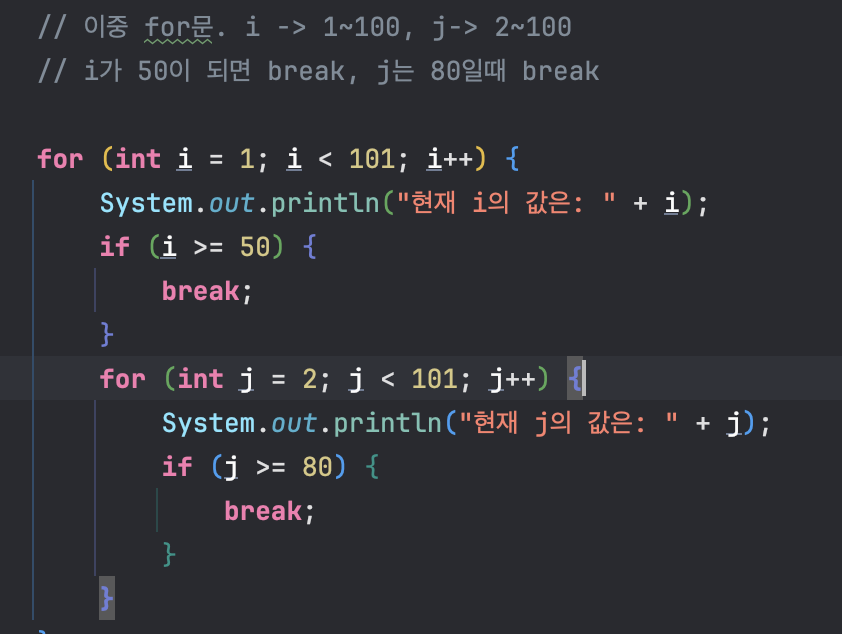 // 이중 for문. i -> 1~100, j-> 2~100
// i가 50이 되면 break, j는 80일때 break
for (int i = 1; i < 101; i++) {
System.out.println("현재 i의 값은: " + i);
if (i >= 50) {
break;
}
for (int j = 2; j < 101; j++) {
System.out.println("현재 j의 값은: " + j);
if (j >= 80) {
break;
}
}
}